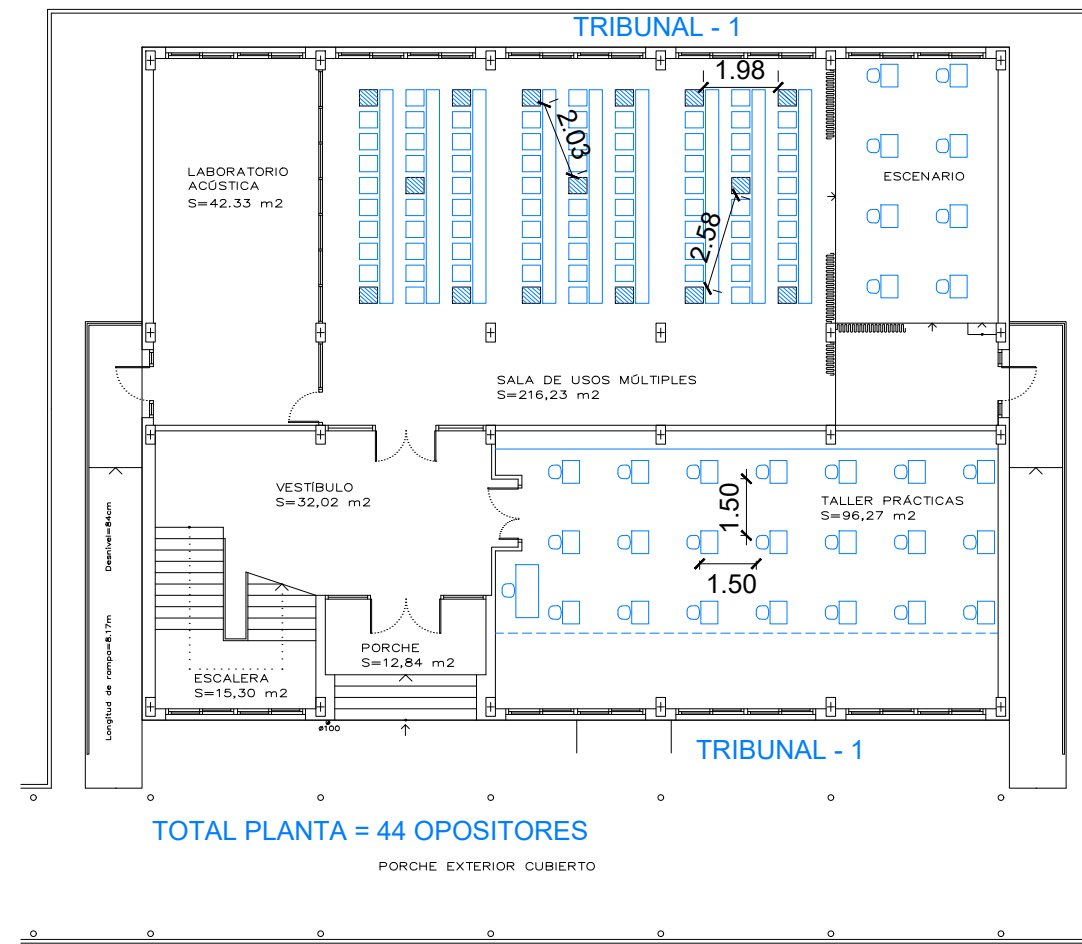 TRIBUNAL - 1
1.98
2.03
2.58
LABORATORIO
ACÚSTICA
S=42.33 m2
ESCENARIO
SALA DE USOS MÚLTIPLES
S=216,23 m2
VESTÍBULO
S=32,02 m2
1.50
1.50
TALLER PRÁCTICAS
S=96,27 m2
Desnivel=84cm
Longitud de rampa=8,17m
PORCHE
S=12,84 m2
ESCALERA
S=15,30 m2
ø100
TRIBUNAL - 1
TOTAL PLANTA = 44 OPOSITORES
PORCHE EXTERIOR CUBIERTO